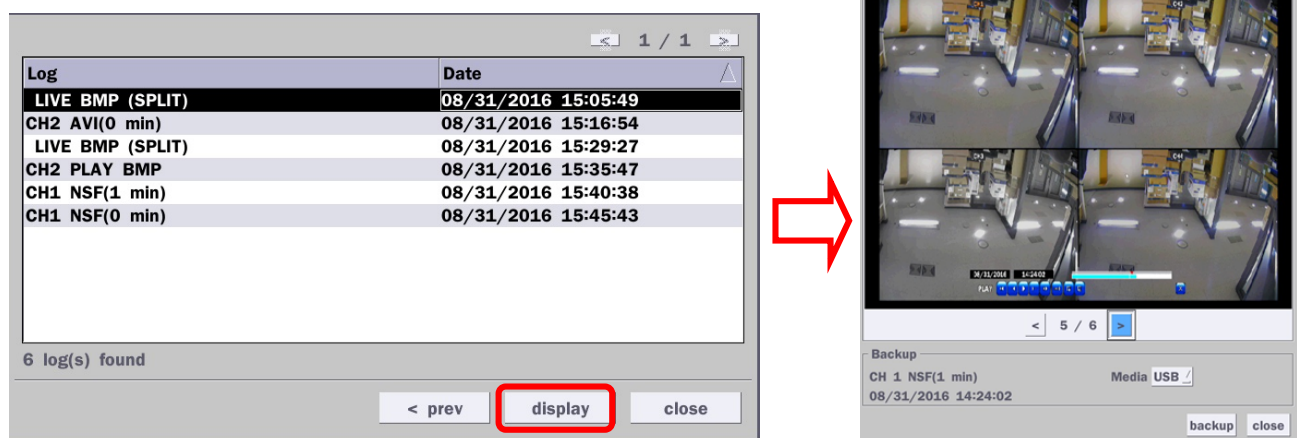 < 1 / 1 >
Log Date
LIVE BMP (SPLIT) 08/31/2016 15:05:49
CH2 AVI(0 min) 08/31/2016 15:16:54
LIVE BMP (SPLIT) 08/31/2016 15:29:27
CH2 PLAY BMP 08/31/2016 15:35:47
CH1 NSF(1 min) 08/31/2016 15:40:38
CH1 NSF(0 min) 08/31/2016 15:45:43
6 log(s) found
< prev display close
CH1
CH2
CH3 CH4
08/31/2016 14:24:02
PLAY
< 5 / 6 >
Backup
CH 1 NSF(1 min) Media USB
08/31/2016 14:24:02
backup close